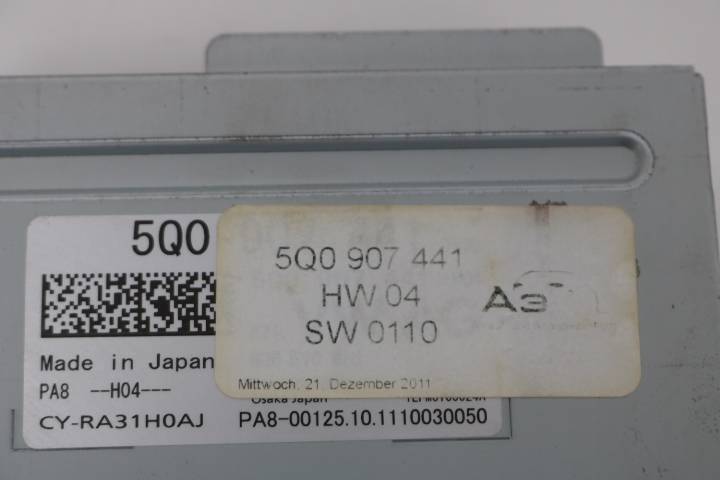 5Q0
5Q0 907 441
HW 04
SW 0110
A3
Made in Japan
Mittwoch, 21. Dezember 2011
PA8 --H04---
Osaka Japan
CY-RA31H0AJ
PA8-00125.10.1110030050